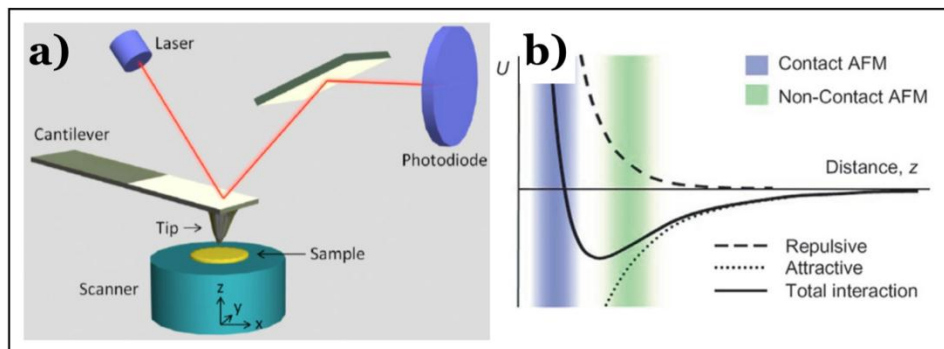 a)
Laser
Cantilever
Photodiode
Tip
Sample
Scanner
z
y
x
b)
U
Contact AFM
Non-Contact AFM
Distance, z
Repulsive
Attractive
Total interaction